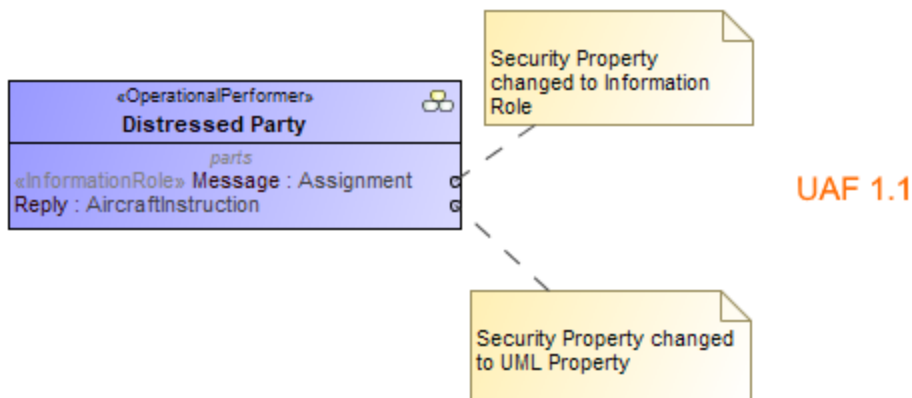 Security Property
changed to Information
Role
«OperationalPerformer»
Distressed Party
parts
«InformationRole» Message : Assignment
Reply : AircraftInstruction
UAF 1.1
Security Property changed
to UML Property